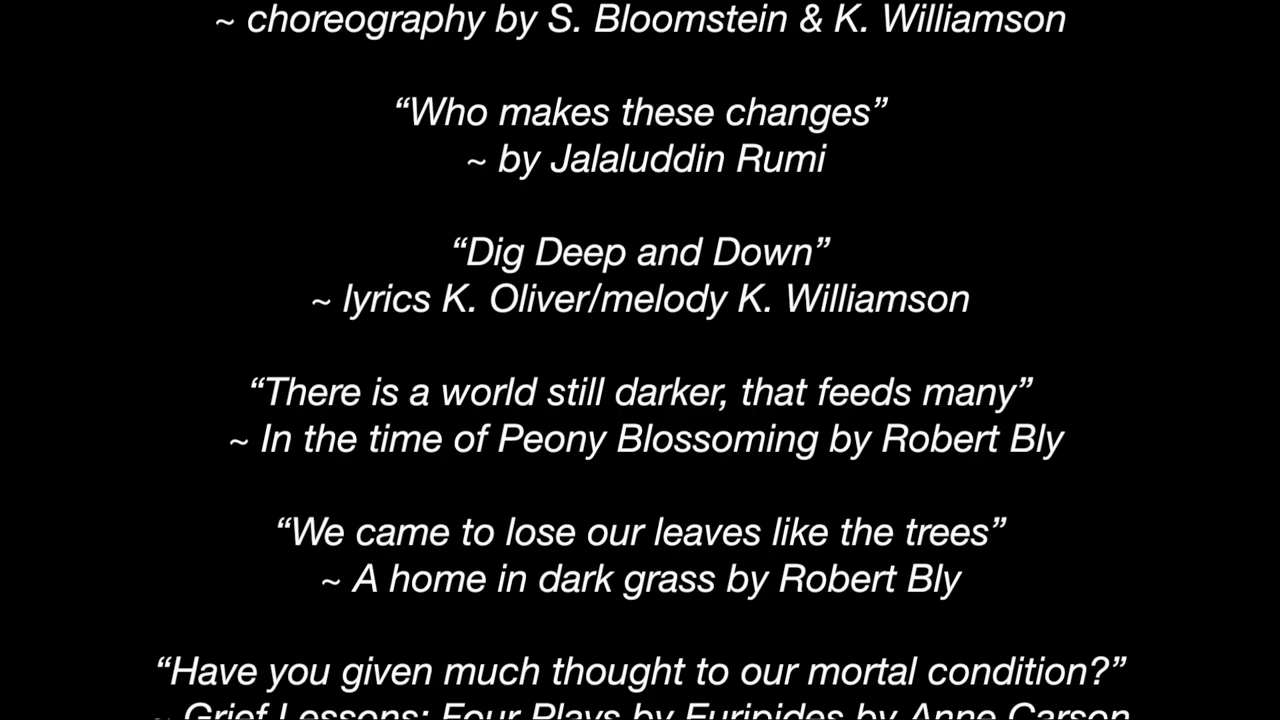 ~ choreography by S. Bloomstein & K. Williamson
“Who makes these changes”
~ by Jalaluddin Rumi
“Dig Deep and Down”
~ lyrics K. Oliver/melody K. Williamson
“There is a world still darker, that feeds many”
~ In the time of Peony Blossoming by Robert Bly
“We came to lose our leaves like the trees”
~ A home in dark grass by Robert Bly
“Have you given much thought to our mortal condition?”
~ Grief Lessons: Four Plays by Euripides by Anne Carson